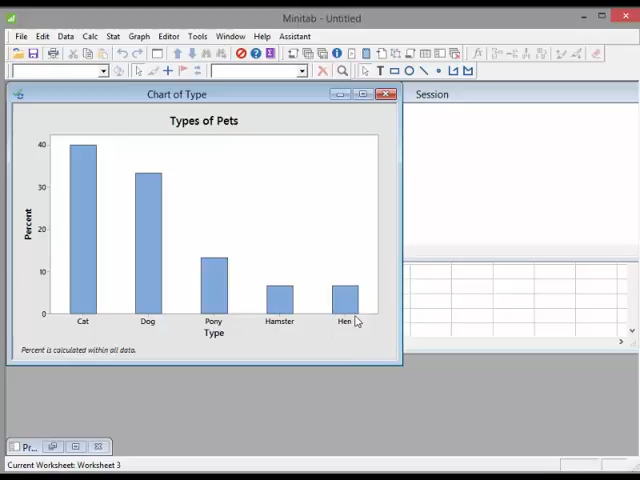 Minitab - Untitled
File Edit Data Calc Stat Graph Editor Tools Window Help Assistant
Chart of Type
Session
Types of Pets
40
30
20
10
0
Percent
Cat Dog Pony Hamster Hen
Type
Percent is calculated within all data.
Pr...
Current Worksheet: Worksheet 3